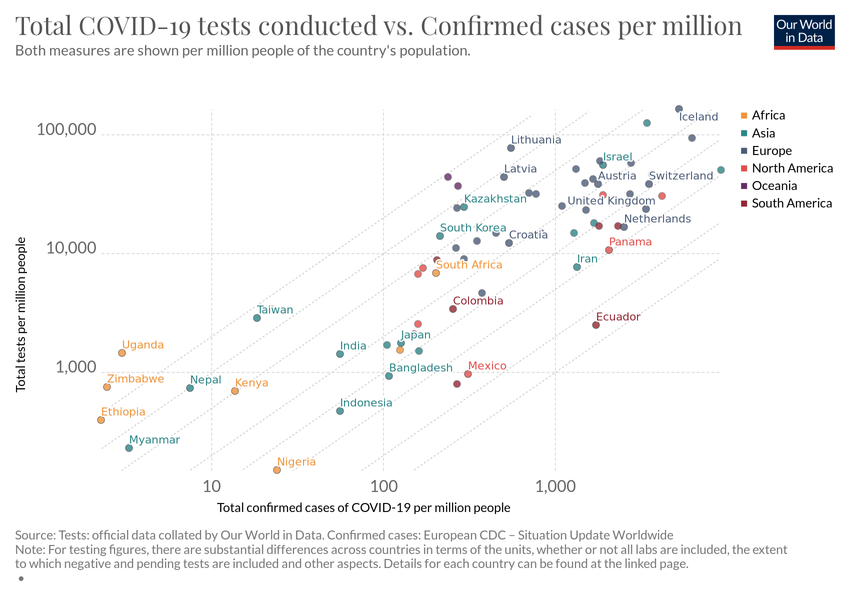 Total COVID-19 tests conducted vs. Confirmed cases per million
Both measures are shown per million people of the country's population.
Our World
in Data
Total tests per million people
100,000
10,000
1,000
Lithuania
Iceland
Latvia
Israel
Austria
Switzerland
Kazakhstan
United Kingdom
South Korea
Croatia
Netherlands
Panama
South Africa
Iran
Taiwan
Colombia
Ecuador
Uganda
India
Japan
Zimbabwe
Nepal
Kenya
Bangladesh
Mexico
Ethiopia
Indonesia
Myanmar
Nigeria
10
100
1,000
Total confirmed cases of COVID-19 per million people
Africa
Asia
Europe
North America
Oceania
South America
Source: Tests: official data collated by Our World in Data. Confirmed cases: European CDC – Situation Update Worldwide
Note: For testing figures, there are substantial differences across countries in terms of the units, whether or not all labs are included, the extent
to which negative and pending tests are included and other aspects. Details for each country can be found at the linked page.
•